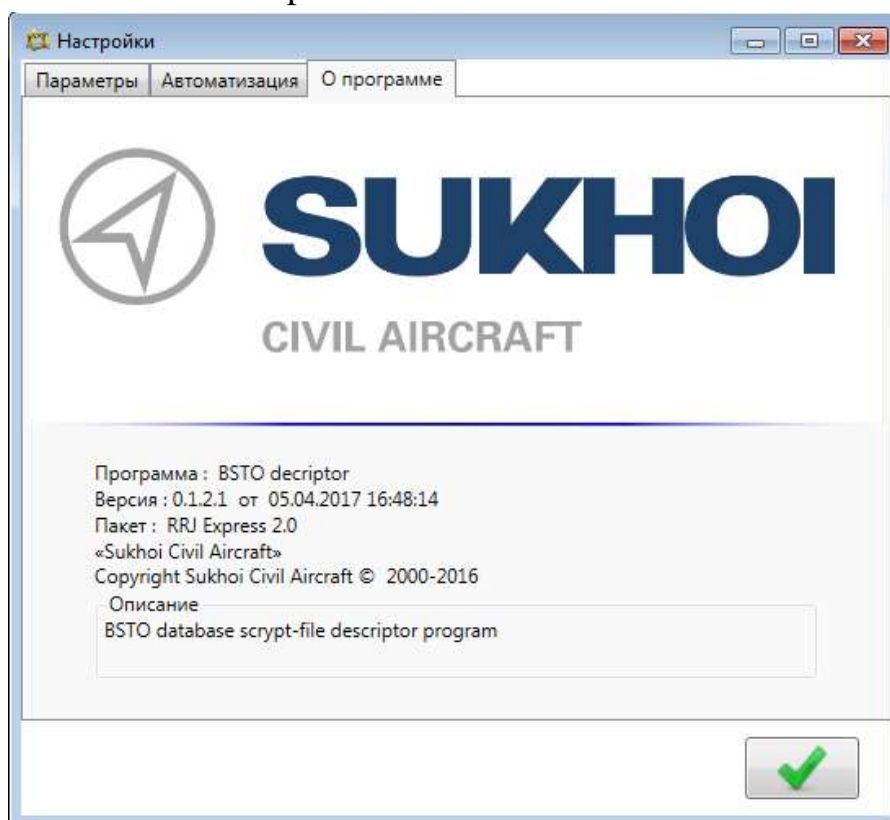 Настройки
Параметры Автоматизация О программе
SUKHOI
CIVIL AIRCRAFT
Программа : BSTO decriptor
Версия : 0.1.2.1 от 05.04.2017 16:48:14
Пакет : RRJ Express 2.0
«Sukhoi Civil Aircraft»
Copyright Sukhoi Civil Aircraft © 2000-2016
Описание
BSTO database scrypt-file descriptor program